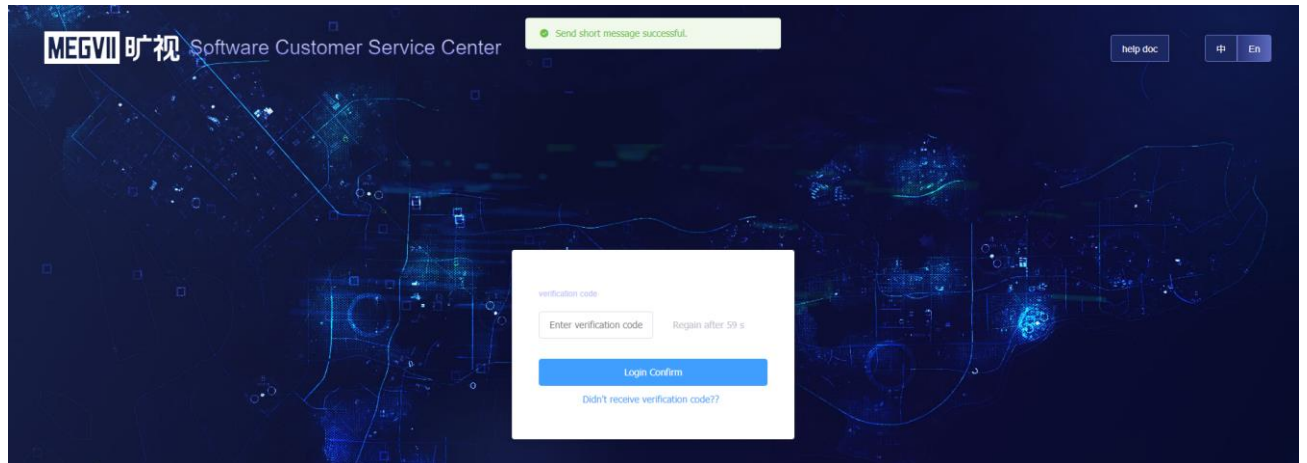 Send short message successful.
MEGVII 旷视 Software Customer Service Center
help doc
中 En
verification code
Enter verification code
Regain after 59 s
Login Confirm
Didn't receive verification code??